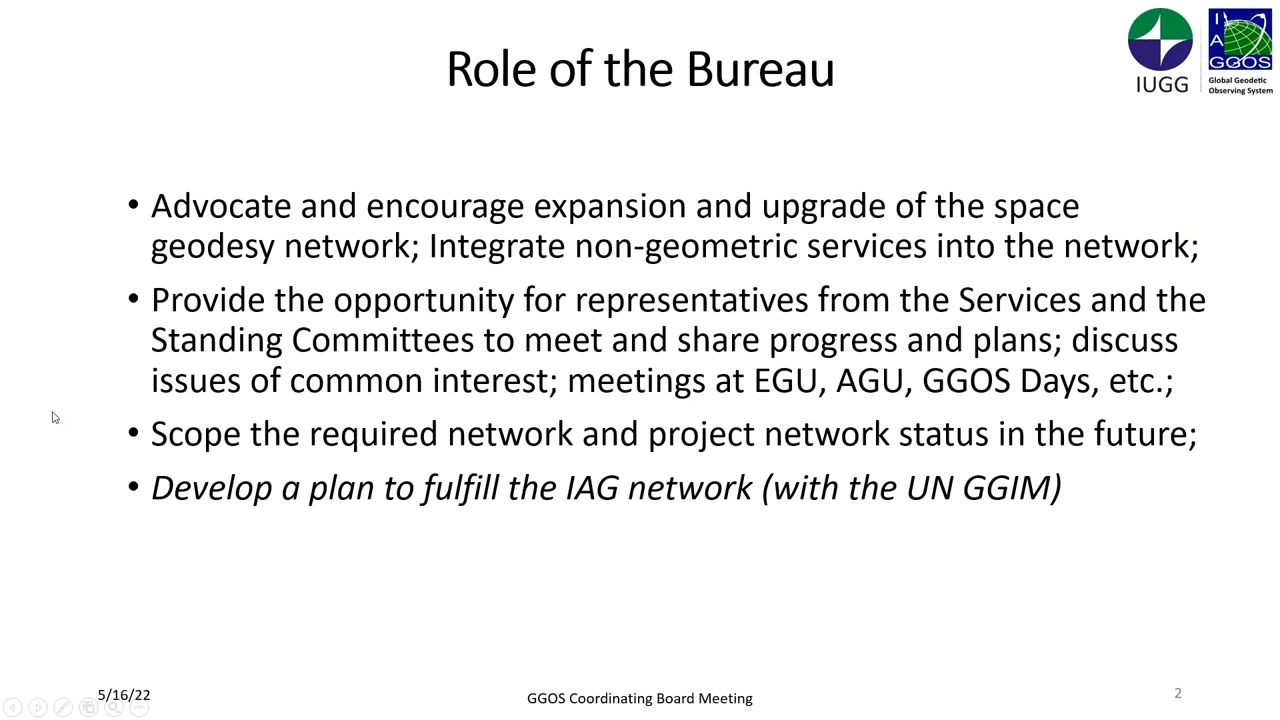 Role of the Bureau
IUGG
I
A
GGOS
Global Geodetic
Observing System
• Advocate and encourage expansion and upgrade of the space
geodesy network; Integrate non-geometric services into the network;
• Provide the opportunity for representatives from the Services and the
Standing Committees to meet and share progress and plans; discuss
issues of common interest; meetings at EGU, AGU, GGOS Days, etc.;
• Scope the required network and project network status in the future;
• Develop a plan to fulfill the IAG network (with the UN GGIM)
5/16/22
GGOS Coordinating Board Meeting
2